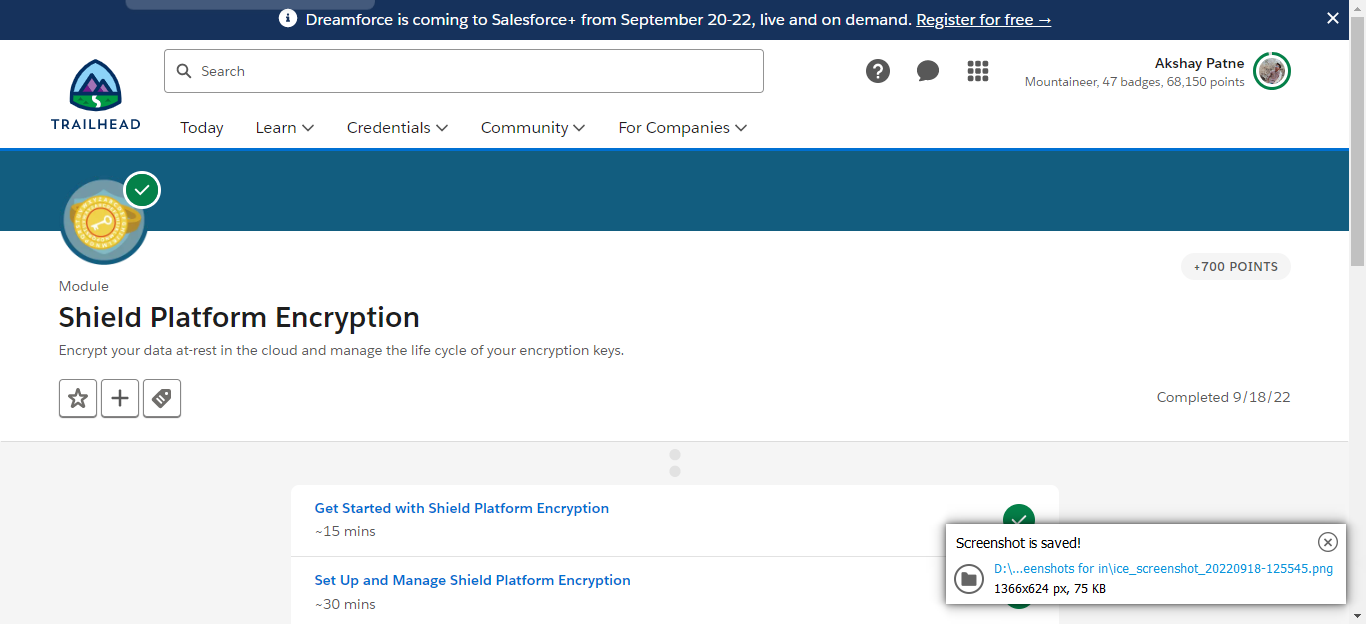 Dreamforce is coming to Salesforce+ from September 20-22, live and on demand. Register for free →
Search
Akshay Patne
Mountaineer, 47 badges, 68,150 points
TRAILHEAD
Today
Learn
Credentials
Community
For Companies
+700 POINTS
Module
Shield Platform Encryption
Encrypt your data at-rest in the cloud and manage the life cycle of your encryption keys.
Completed 9/18/22
Get Started with Shield Platform Encryption
~15 mins
Set Up and Manage Shield Platform Encryption
~30 mins
Screenshot is saved!
D:\...eenshots for in\ice_screenshot_20220918-125545.png
1366x624 px, 75 KB